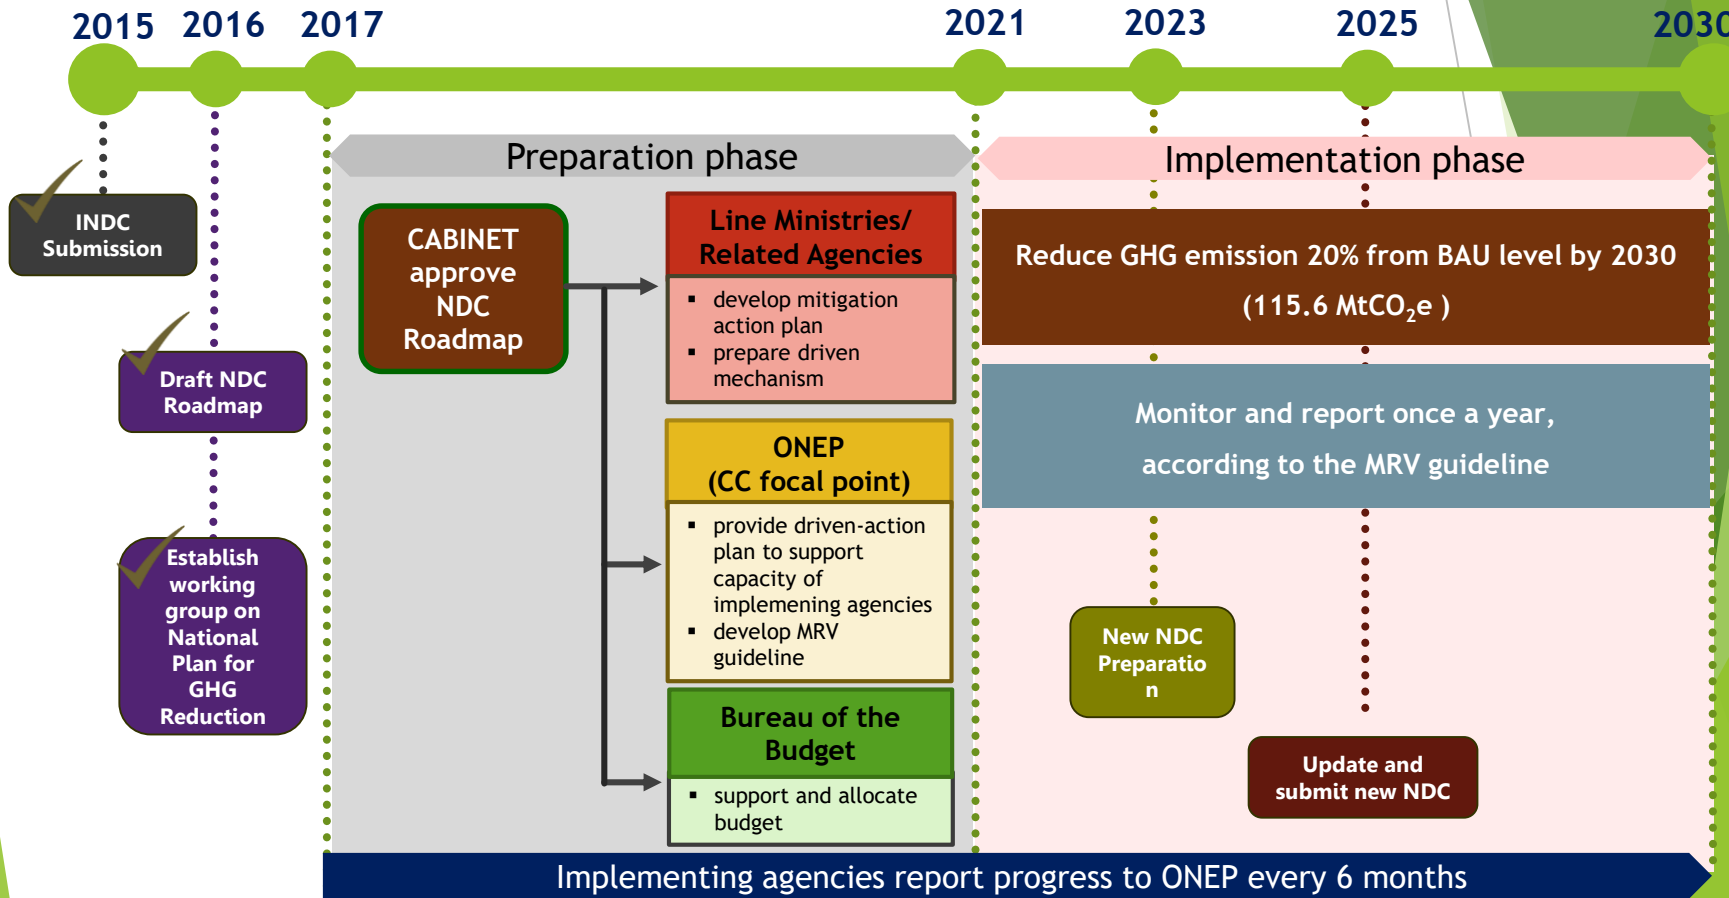 2015 2016 2017 2021 2023 2025 2030
Preparation phase
Implementation phase
INDC
Submission
Draft NDC
Roadmap
Establish
working
group on
National
Plan for
GHG
Reduction
CABINET
approve
NDC
Roadmap
Line Ministries/
Related Agencies
▪ develop mitigation
action plan
▪ prepare driven
mechanism
ONEP
(CC focal point)
▪ provide driven-action
plan to support
capacity of
implemening agencies
▪ develop MRV
guideline
Bureau of the
Budget
▪ support and allocate
budget
Reduce GHG emission 20% from BAU level by 2030
(115.6 MtCO₂e )
Monitor and report once a year,
according to the MRV guideline
New NDC
Preparatio
n
Update and
submit new NDC
Implementing agencies report progress to ONEP every 6 months